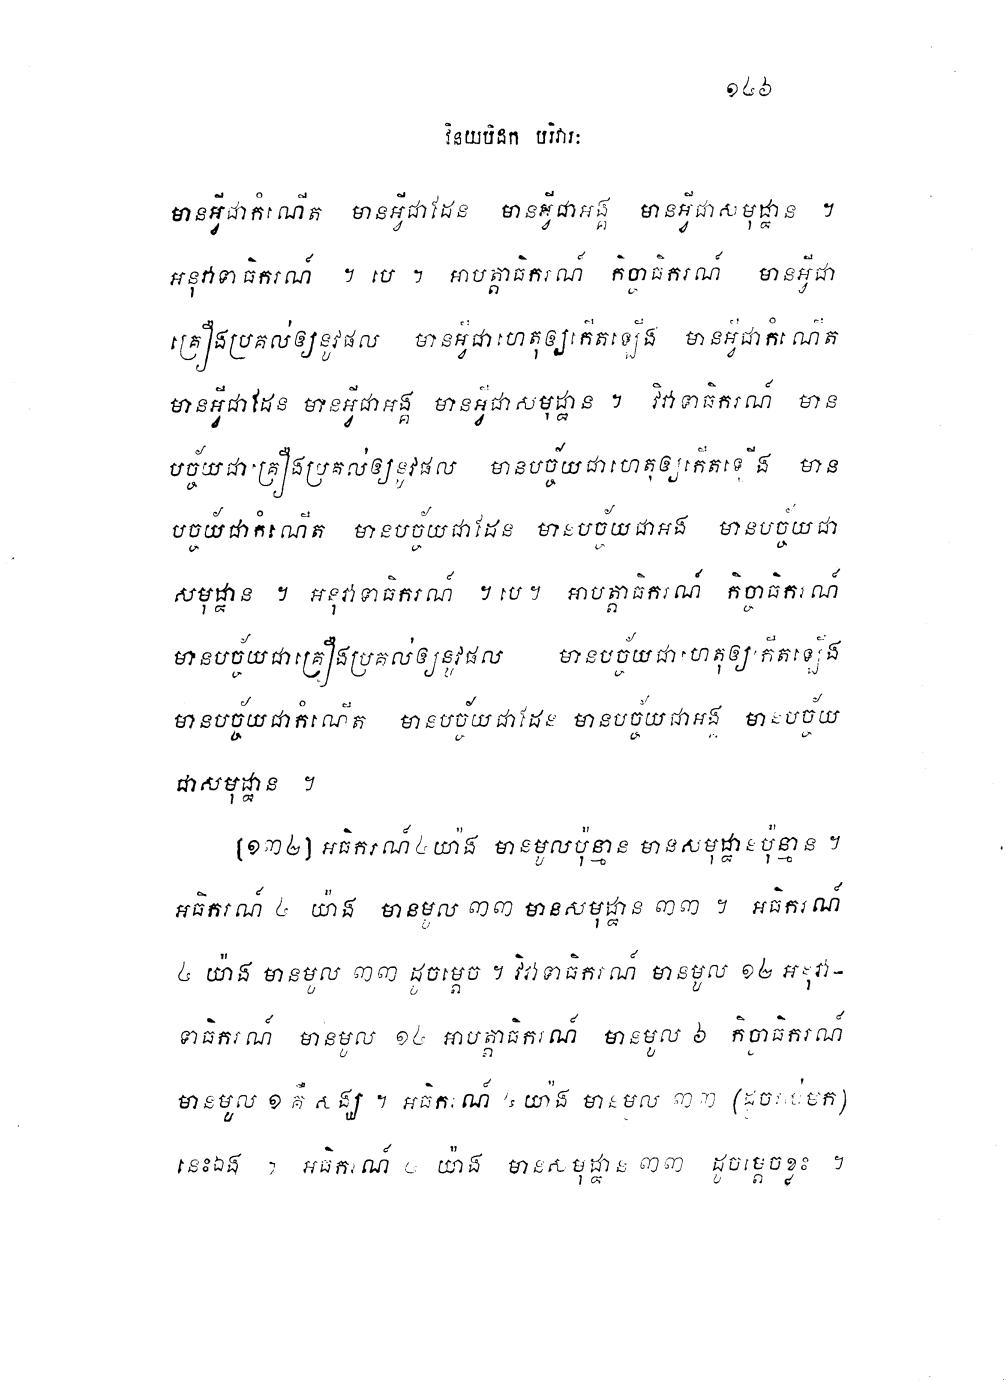 ១៤៦
វិនយបិដក បរិវារៈ
មានអ្វីជាកំណើត មានអ្វីជាដែន មានអ្វីជាអង្គ មានអ្វីជាសមុដ្ឋាន ។
អនុវាទាធិករណ៍ ។ បេ ។ អាបត្តាធិករណ៍ កិច្ចាធិករណ៍ មានអ្វីជា
គ្រឿងប្រគល់ឲ្យនូវផល មានអ្វីជាហេតុឲ្យកើតឡើង មានអ្វីជាកំណើត
មានអ្វីជាដែន មានអ្វីជាអង្គ មានអ្វីជាសមុដ្ឋាន ។ វិវាទាធិករណ៍ មាន
បច្ច័យជាគ្រឿងប្រគល់ឲ្យនូវផល មានបច្ច័យជាហេតុឲ្យកើតឡើង មាន
បច្ច័យជាកំណើត មានបច្ច័យជាដែន មានបច្ច័យជាអង្គ មានបច្ច័យជា
សមុដ្ឋាន ។ អនុវាទាធិករណ៍ ។ បេ ។ អាបត្តាធិករណ៍ កិច្ចាធិករណ៍
មានបច្ច័យជាគ្រឿងប្រគល់ឲ្យនូវផល មានបច្ច័យជាហេតុឲ្យកើតឡើង
មានបច្ច័យជាកំណើត មានបច្ច័យជាដែន មានបច្ច័យជាអង្គ មានបច្ច័យ
ជាសមុដ្ឋាន ។
[១៣៤] អធិករណ៍៤យ៉ាង មានមូលប៉ុន្មាន មានសមុដ្ឋានប៉ុន្មាន ។
អធិករណ៍ ៤ យ៉ាង មានមូល ៣៣ មានសមុដ្ឋាន ៣៣ ។ អធិករណ៍
៤ យ៉ាង មានមូល ៣៣ ដូចម្តេច ។ វិវាទាធិករណ៍ មានមូល ១២ អនុវា-
ទាធិករណ៍ មានមូល ១៤ អាបត្តាធិករណ៍ មានមូល ៦ កិច្ចាធិករណ៍
មានមូល ១ គឺ សង្ឃ ។ អធិករណ៍ ៤យ៉ាង មានមូល ៣៣ (ដូចរាប់មក)
នេះឯង ។ អធិករណ៍ ៤ យ៉ាង មានសមុដ្ឋាន ៣៣ ដូចម្តេចខ្លះ ។